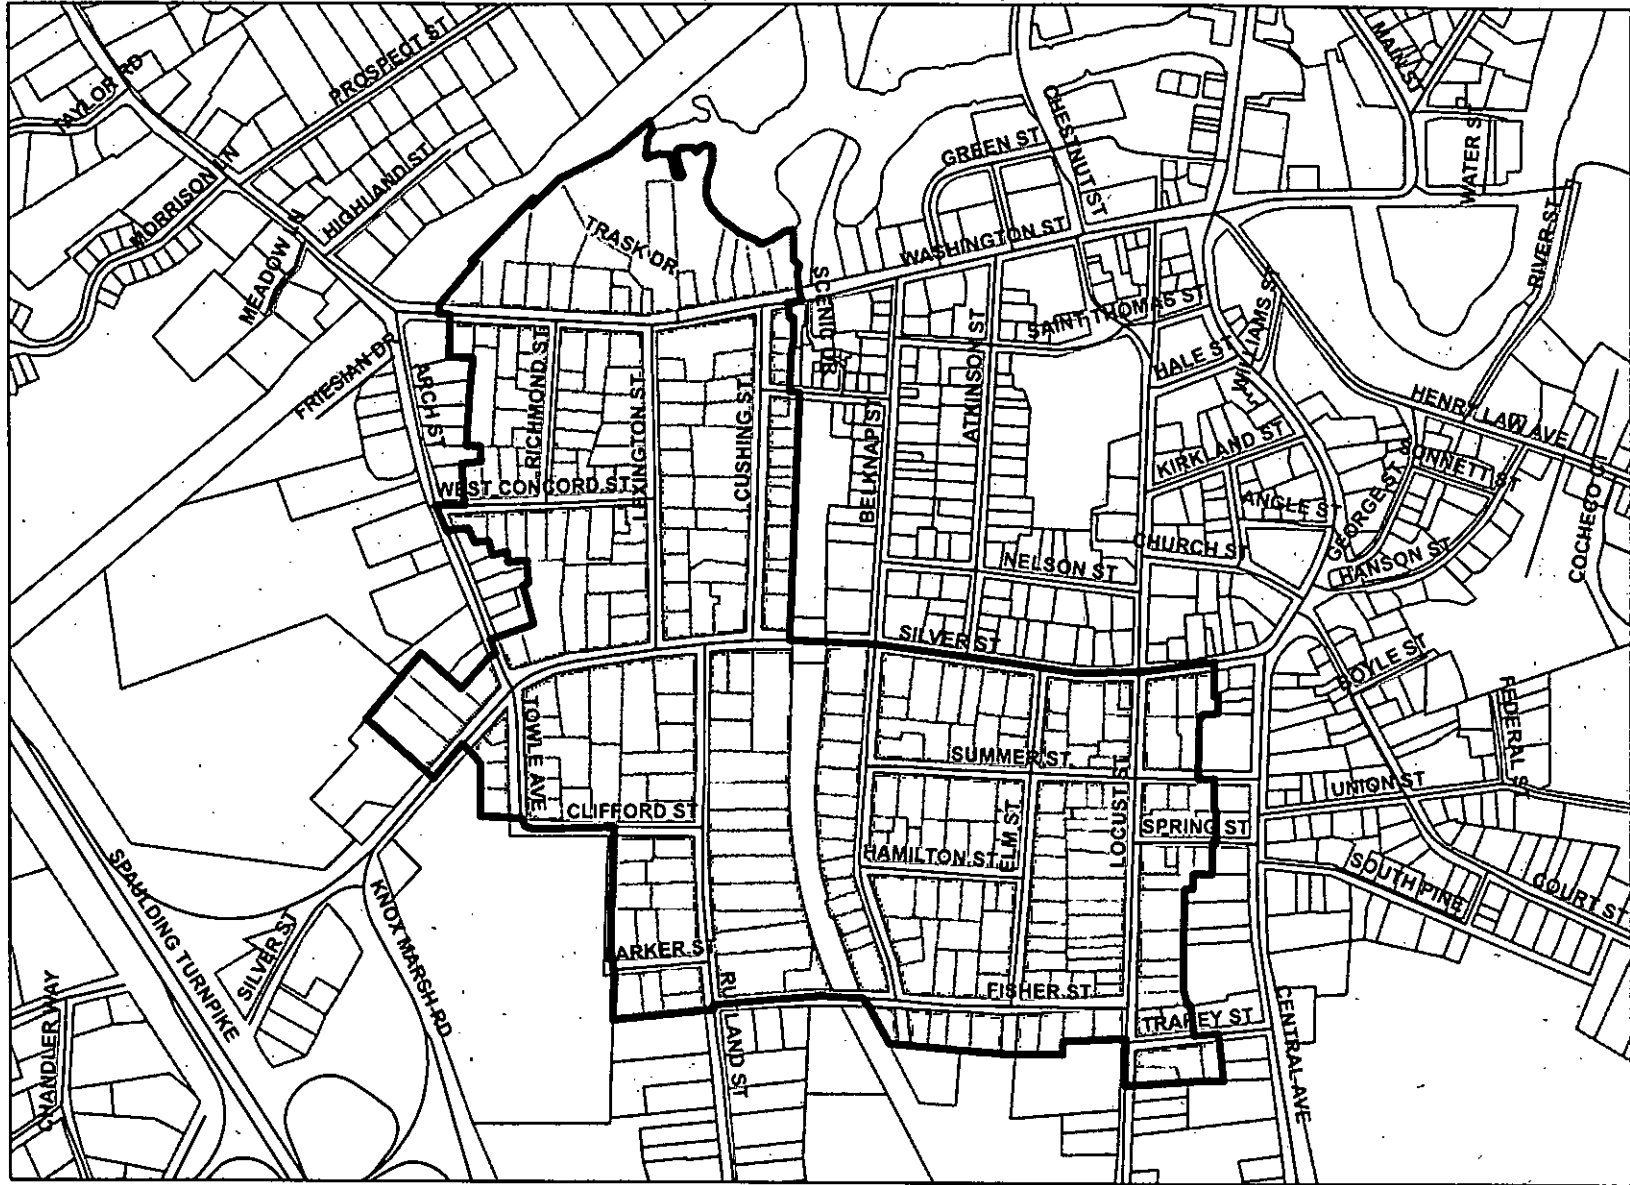 TAYLOR RD
PROSPECT ST
MAIN ST
WATER ST
CHESTNUT ST
GREEN ST
MORRISON LN
HIGHLAND ST
MEADOW LN
TRASK DR
WASHINGTON ST
RIVER ST
SCENIC DR
SAINT THOMAS ST
WILLIAMS ST
HALE ST
FRIESIAN DR
ARCH ST
RICHMOND ST
LEXINGTON ST
CUSHING ST
BELKNAP ST
ATKINSON ST
HENRY LAW AVE
KIRKLAND ST
SONNETT ST
WEST CONCORD ST
ANGLE ST
GEORGE ST
CHURCH ST
HANSON ST
COCHECO
NELSON ST
SILVER ST
BOYLE ST
FEDERAL S
TOWLE AVE
SUMMER ST
UNION ST
CLIFFORD ST
LOCUST ST
SPRING ST
ELM ST
HAMILTON ST
SOUTH PINE
COURT ST
SPAULDING TURNPIKE
KNOX MARSH RD
SILVER ST
ARKER ST
RU LAND ST
FISHER ST
CENTRAL AVE
CHANDLER WAY